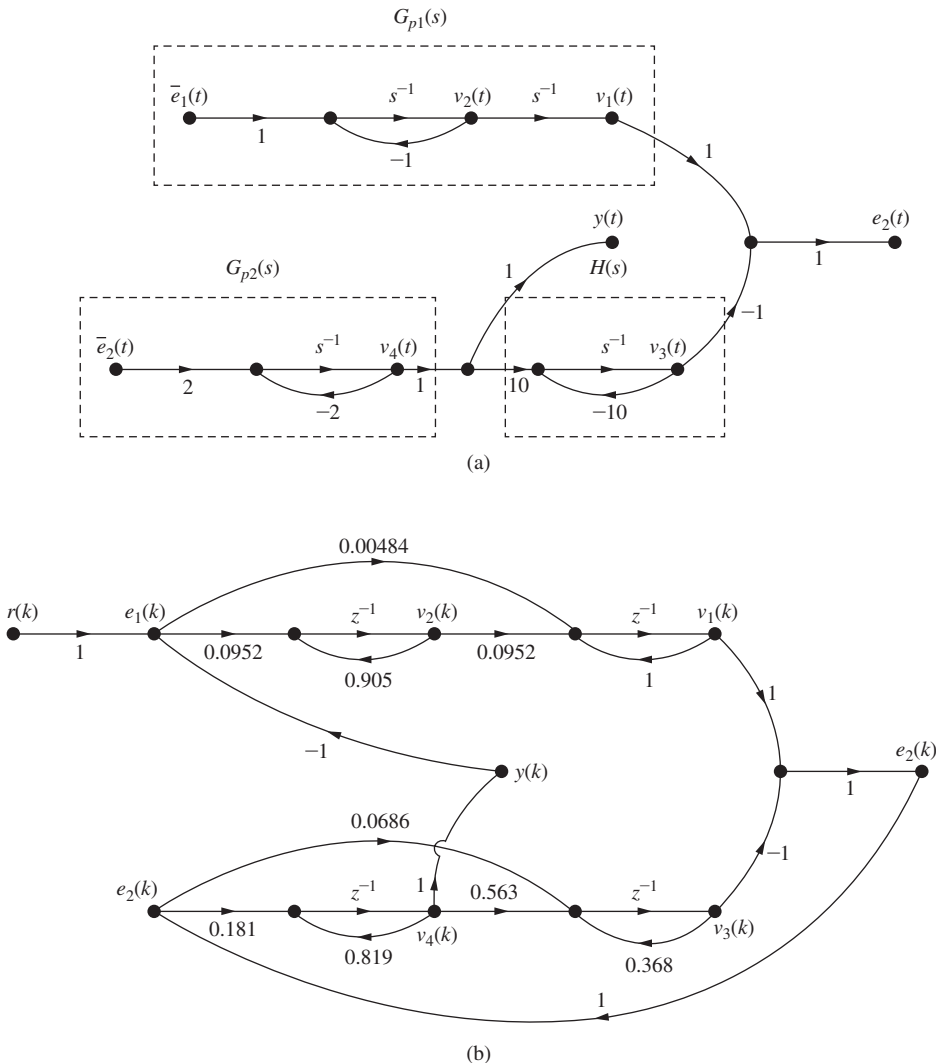 G_{p1}(s)
e̅_1(t)
s^{-1}
v_2(t)
s^{-1}
v_1(t)
1
−1
1
y(t)
e_2(t)
1
G_{p2}(s)
1
H(s)
e̅_2(t)
s^{-1}
v_4(t)
s^{-1}
v_3(t)
−1
2
−2
1
10
−10
(a)
0.00484
r(k)
e_1(k)
z^{-1}
v_2(k)
z^{-1}
v_1(k)
1
0.0952
0.905
0.0952
1
1
−1
y(k)
e_2(k)
1
0.0686
−1
e_2(k)
z^{-1}
1
0.563
z^{-1}
0.181
v_4(k)
v_3(k)
0.819
0.368
1
(b)